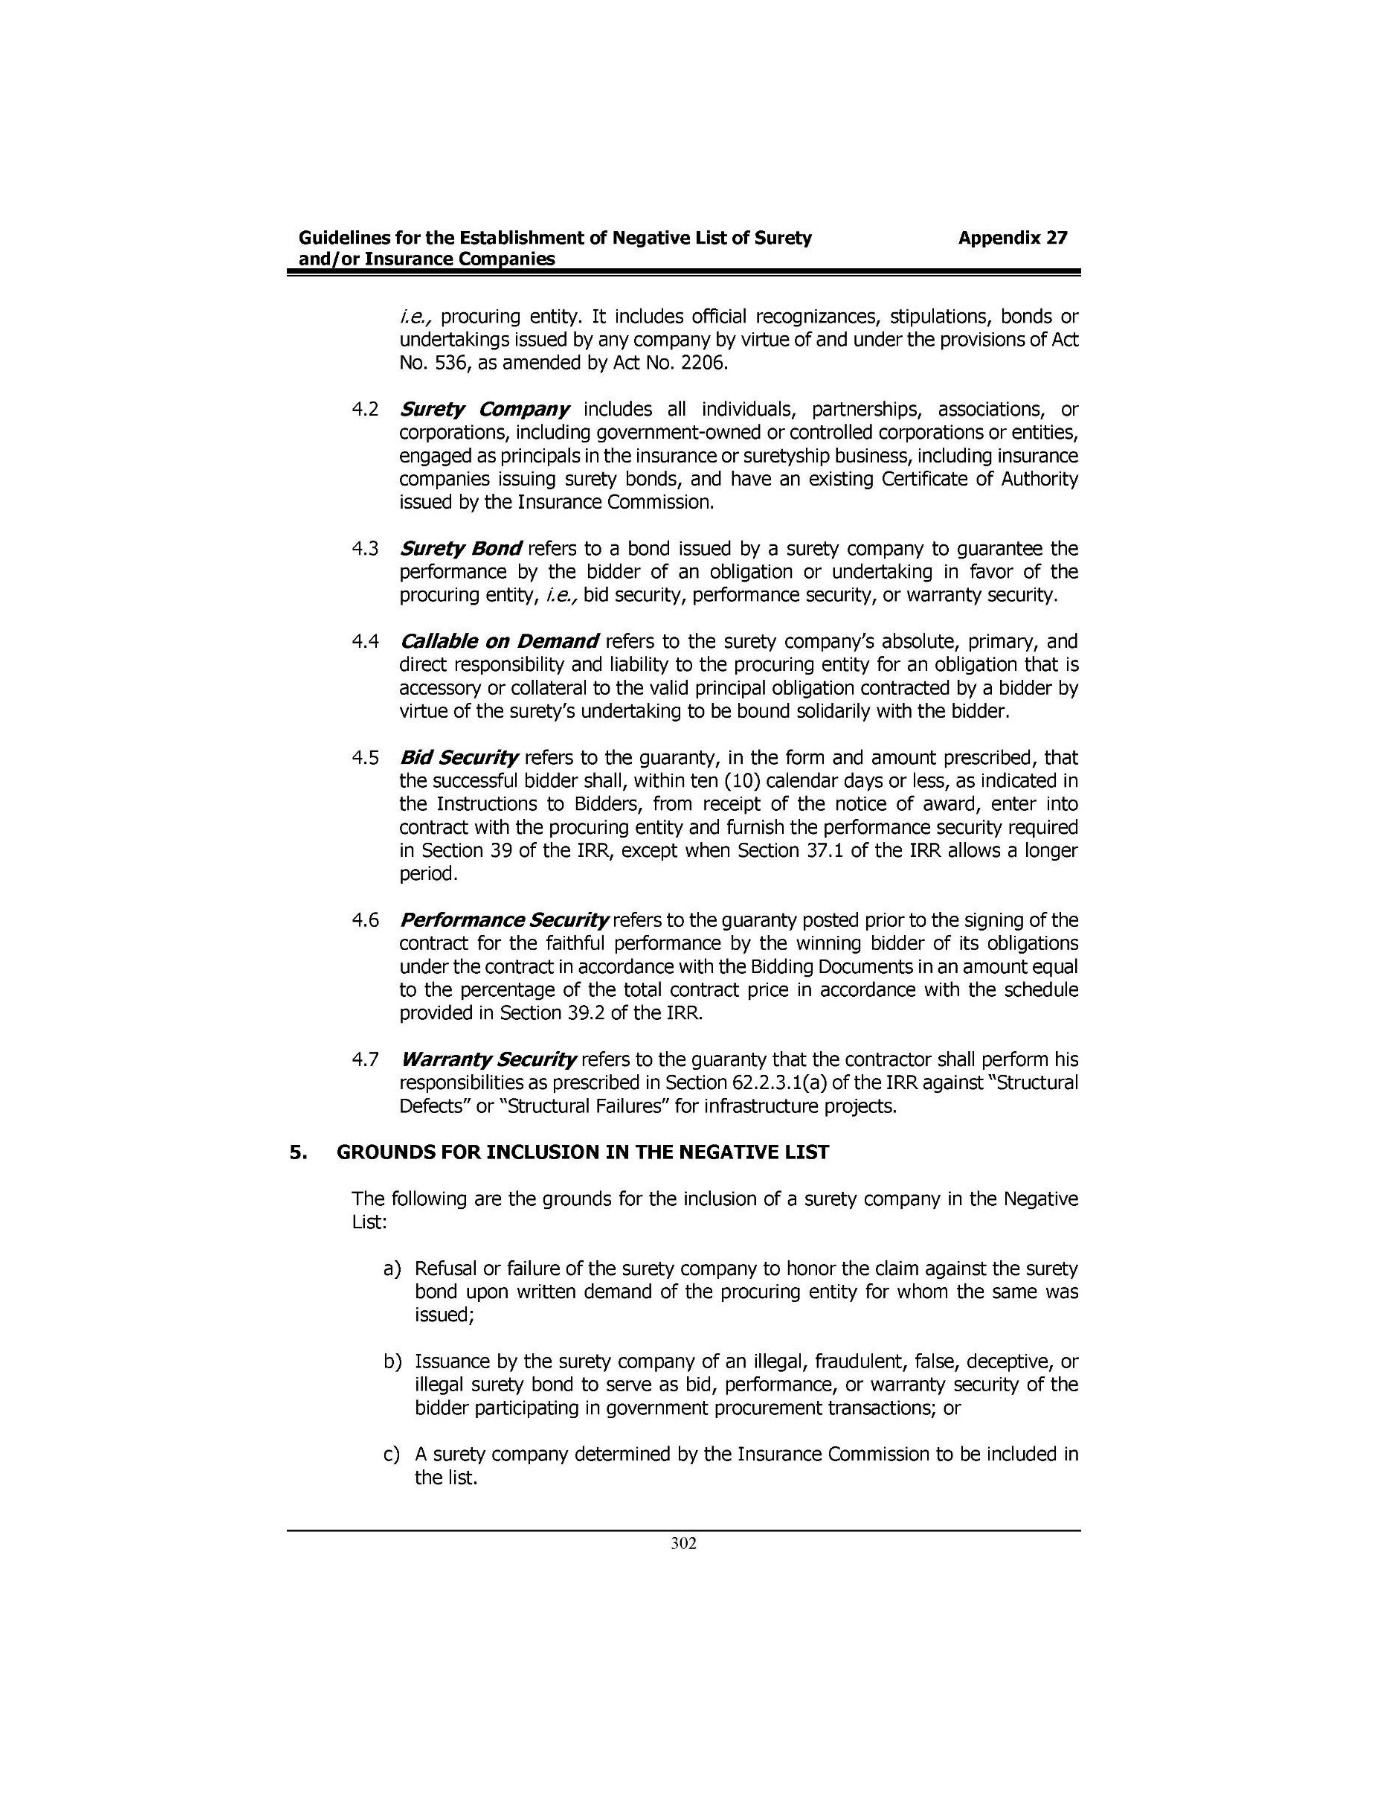 Guidelines for the Establishment of Negative List of Surety Appendix 27
and/or Insurance Companies
i.e., procuring entity. It includes official recognizances, stipulations, bonds or
undertakings issued by any company by virtue of and under the provisions of Act
No. 536, as amended by Act No. 2206.
4.2 Surety Company includes all individuals, partnerships, associations, or
corporations, including government-owned or controlled corporations or entities,
engaged as principals in the insurance or suretyship business, including insurance
companies issuing surety bonds, and have an existing Certificate of Authority
issued by the Insurance Commission.
4.3 Surety Bond refers to a bond issued by a surety company to guarantee the
performance by the bidder of an obligation or undertaking in favor of the
procuring entity, i.e., bid security, performance security, or warranty security.
4.4 Callable on Demand refers to the surety company's absolute, primary, and
direct responsibility and liability to the procuring entity for an obligation that is
accessory or collateral to the valid principal obligation contracted by a bidder by
virtue of the surety's undertaking to be bound solidarily with the bidder.
4.5 Bid Security refers to the guaranty, in the form and amount prescribed, that
the successful bidder shall, within ten (10) calendar days or less, as indicated in
the Instructions to Bidders, from receipt of the notice of award, enter into
contract with the procuring entity and furnish the performance security required
in Section 39 of the IRR, except when Section 37.1 of the IRR allows a longer
period.
4.6 Performance Security refers to the guaranty posted prior to the signing of the
contract for the faithful performance by the winning bidder of its obligations
under the contract in accordance with the Bidding Documents in an amount equal
to the percentage of the total contract price in accordance with the schedule
provided in Section 39.2 of the IRR.
4.7 Warranty Security refers to the guaranty that the contractor shall perform his
responsibilities as prescribed in Section 62.2.3.1(a) of the IRR against "Structural
Defects" or "Structural Failures" for infrastructure projects.
5. GROUNDS FOR INCLUSION IN THE NEGATIVE LIST
The following are the grounds for the inclusion of a surety company in the Negative
List:
a) Refusal or failure of the surety company to honor the claim against the surety
bond upon written demand of the procuring entity for whom the same was
issued;
b) Issuance by the surety company of an illegal, fraudulent, false, deceptive, or
illegal surety bond to serve as bid, performance, or warranty security of the
bidder participating in government procurement transactions; or
c) A surety company determined by the Insurance Commission to be included in
the list.
302